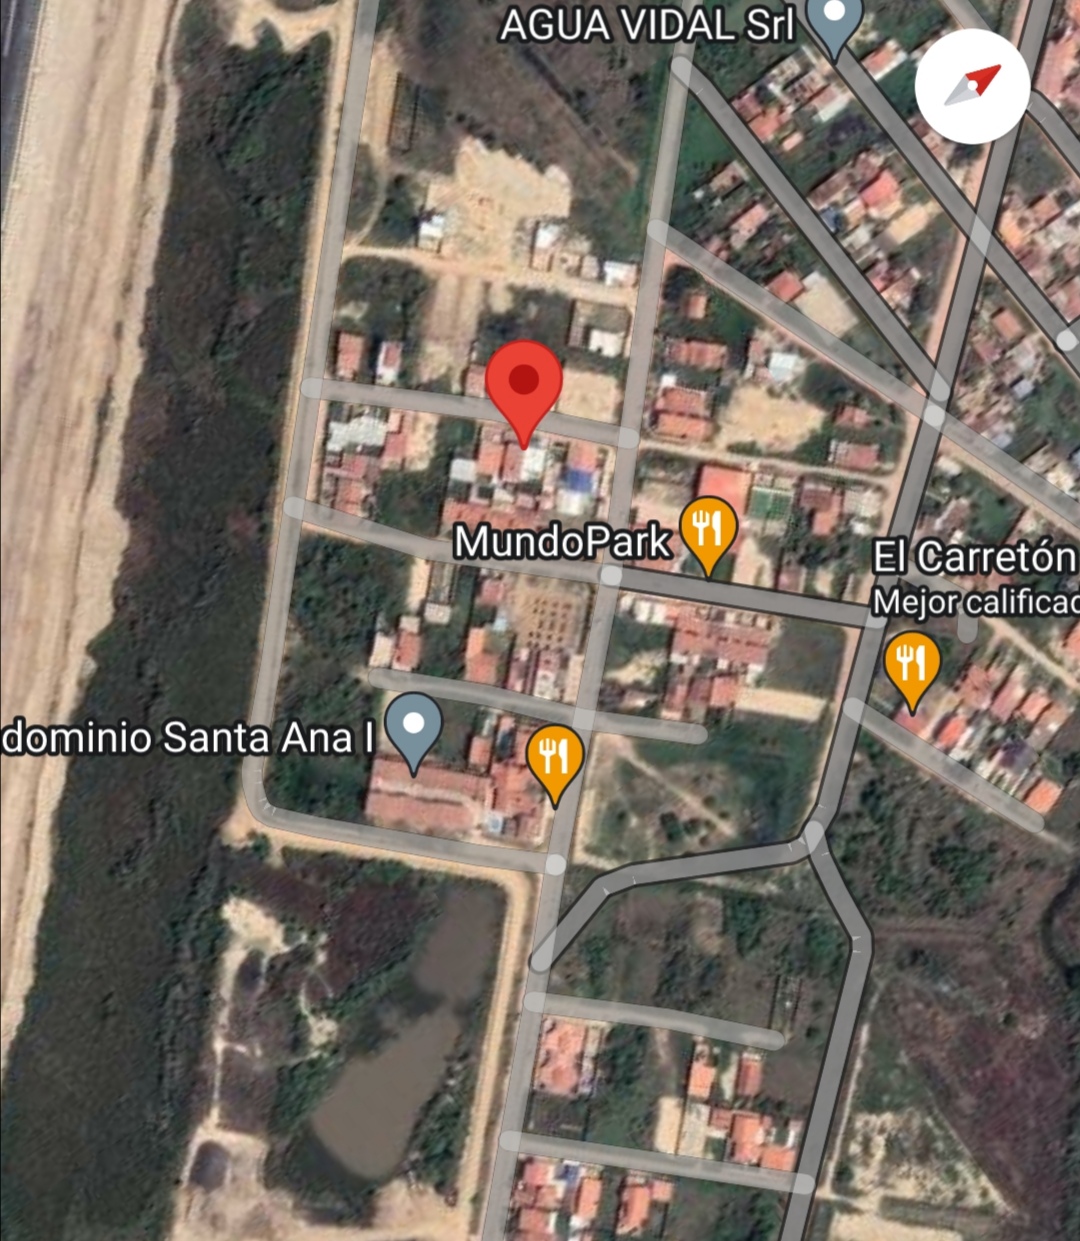 AGUA VIDAL Srl
MundoPark
El Carretón
Mejor calificad
dominio Santa Ana I